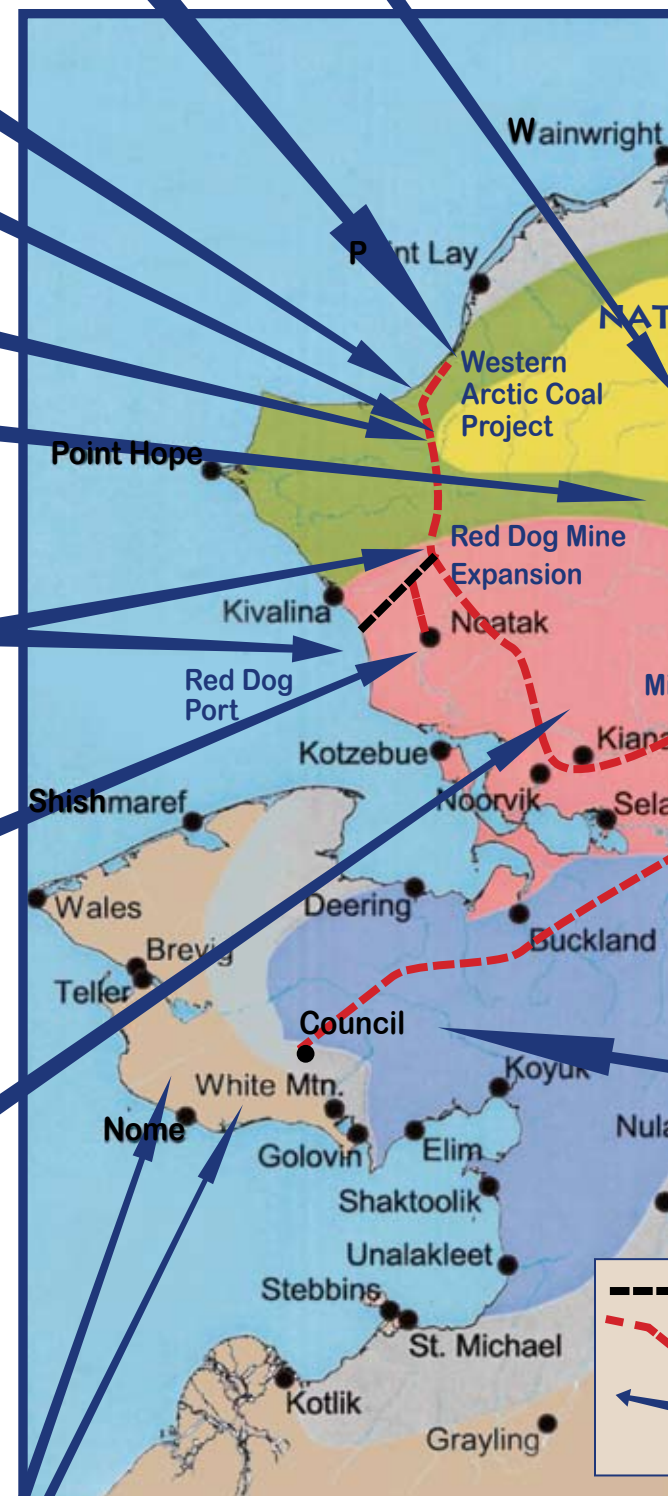 Wainwright
P nt Lay
NAT
Western
Arctic Coal
Project
Point Hope
Red Dog Mine
Expansion
Kivalina
Noatak
Red Dog
Port
Mi
Kotzebue
Kiana
Noorvik
Sela
Shishmaref
Wales
Deering
Buckland
Brevig
Teller
Council
White Mtn.
Koyuk
Nome
Golovin
Elim
Nula
Shaktoolik
Unalakleet
Stebbins
St. Michael
Kotlik
Grayling